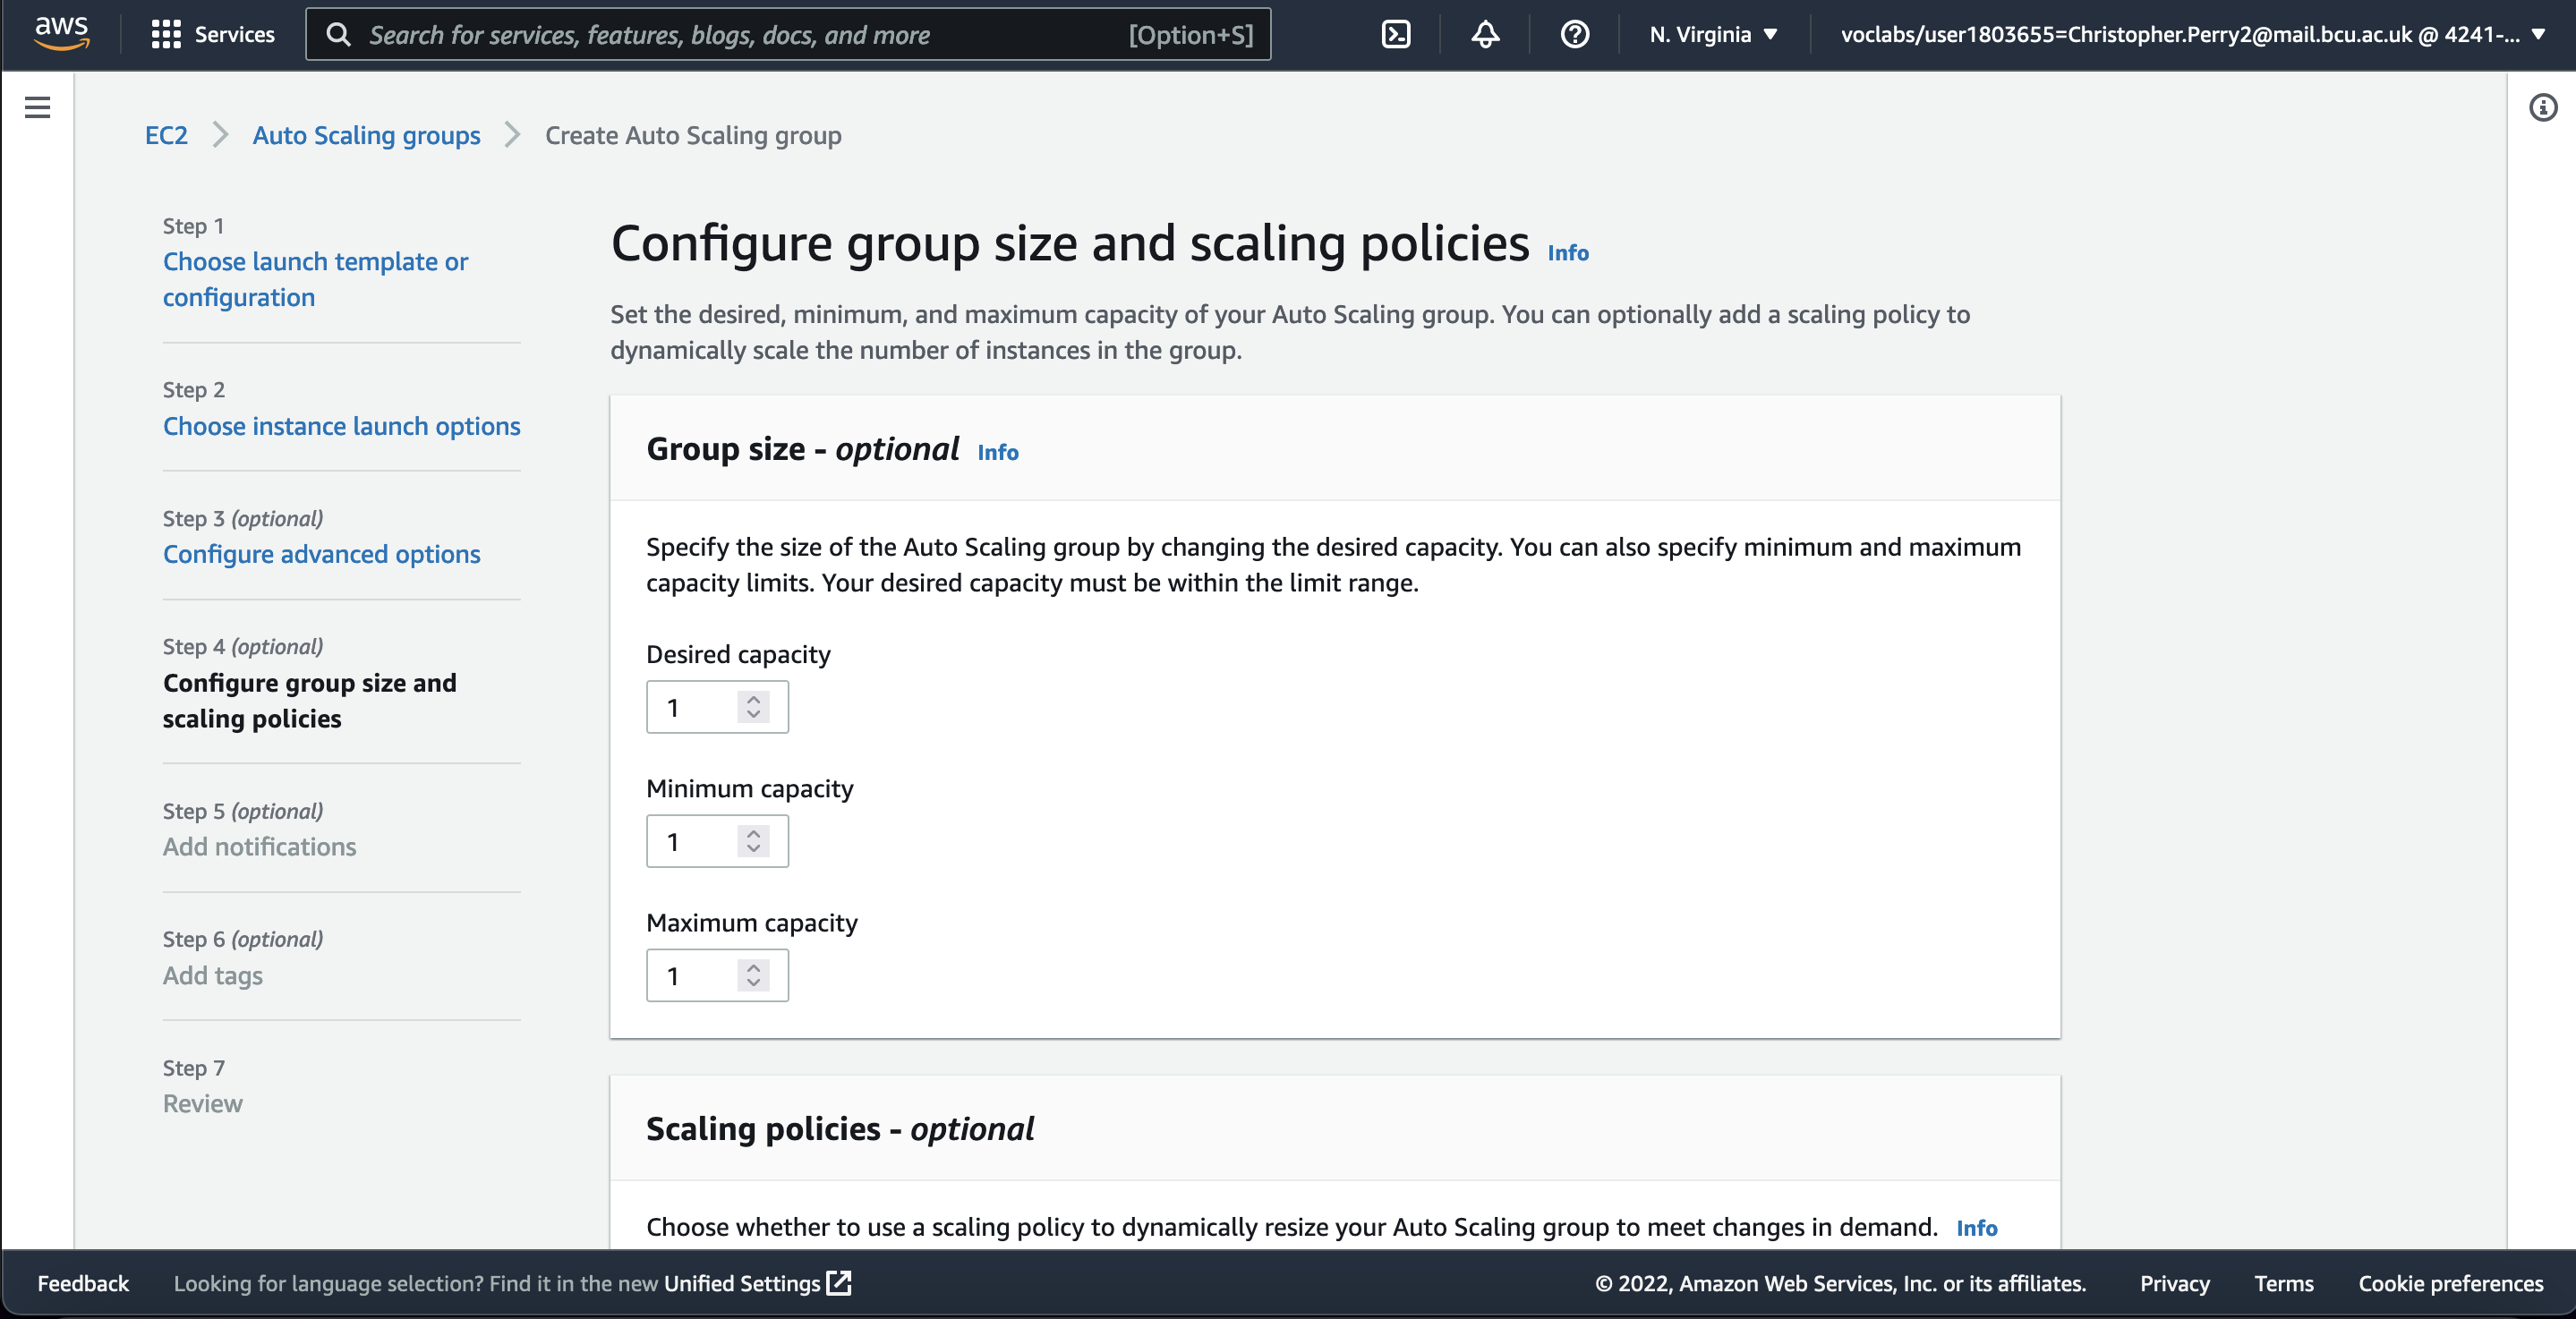 aws
Services
Search for services, features, blogs, docs, and more [Option+S]
N. Virginia
voclabs/user1803655=Christopher.Perry2@mail.bcu.ac.uk @ 4241-...
EC2 Auto Scaling groups Create Auto Scaling group
Step 1
Choose launch template or
configuration
Step 2
Choose instance launch options
Step 3 (optional)
Configure advanced options
Step 4 (optional)
Configure group size and
scaling policies
Step 5 (optional)
Add notifications
Step 6 (optional)
Add tags
Step 7
Review
Configure group size and scaling policies Info
Set the desired, minimum, and maximum capacity of your Auto Scaling group. You can optionally add a scaling policy to
dynamically scale the number of instances in the group.
Group size - optional Info
Specify the size of the Auto Scaling group by changing the desired capacity. You can also specify minimum and maximum
capacity limits. Your desired capacity must be within the limit range.
Desired capacity
1
Minimum capacity
1
Maximum capacity
1
Scaling policies - optional
Choose whether to use a scaling policy to dynamically resize your Auto Scaling group to meet changes in demand. Info
Feedback
Looking for language selection? Find it in the new Unified Settings
© 2022, Amazon Web Services, Inc. or its affiliates.
Privacy
Terms
Cookie preferences